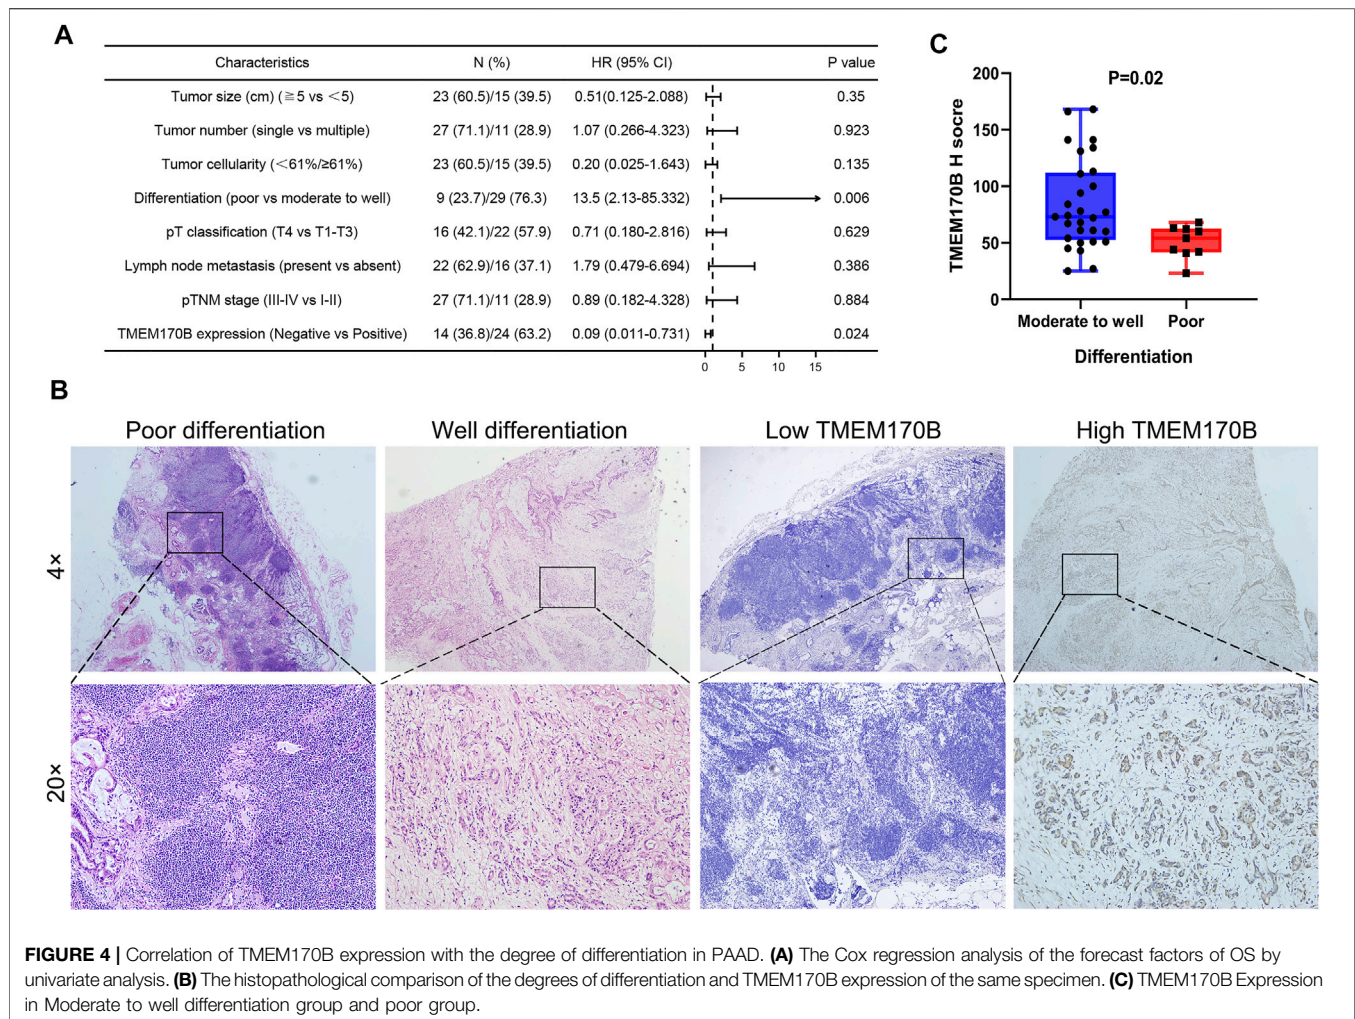 A
Characteristics N (%) HR (95% CI) P value
Tumor size (cm) (≧5 vs <5) 23 (60.5)/15 (39.5) 0.51(0.125-2.088) 0.35
Tumor number (single vs multiple) 27 (71.1)/11 (28.9) 1.07 (0.266-4.323) 0.923
Tumor cellularity (<61%/≥61%) 23 (60.5)/15 (39.5) 0.20 (0.025-1.643) 0.135
Differentiation (poor vs moderate to well) 9 (23.7)/29 (76.3) 13.5 (2.13-85.332) 0.006
pT classification (T4 vs T1-T3) 16 (42.1)/22 (57.9) 0.71 (0.180-2.816) 0.629
Lymph node metastasis (present vs absent) 22 (62.9)/16 (37.1) 1.79 (0.479-6.694) 0.386
pTNM stage (III-IV vs I-II) 27 (71.1)/11 (28.9) 0.89 (0.182-4.328) 0.884
TMEM170B expression (Negative vs Positive) 14 (36.8)/24 (63.2) 0.09 (0.011-0.731) 0.024
0 5 10 15
C
P=0.02
TMEM170B H socre
200
150
100
50
0
Moderate to well Poor
Differentiation
B
Poor differentiation Well differentiation Low TMEM170B High TMEM170B
4×
20×
FIGURE 4 | Correlation of TMEM170B expression with the degree of differentiation in PAAD. (A) The Cox regression analysis of the forecast factors of OS by
univariate analysis. (B) The histopathological comparison of the degrees of differentiation and TMEM170B expression of the same specimen. (C) TMEM170B Expression
in Moderate to well differentiation group and poor group.